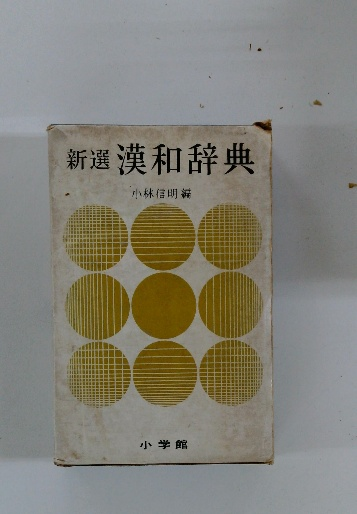 新選 漢和辞典
小林信明編
小学館